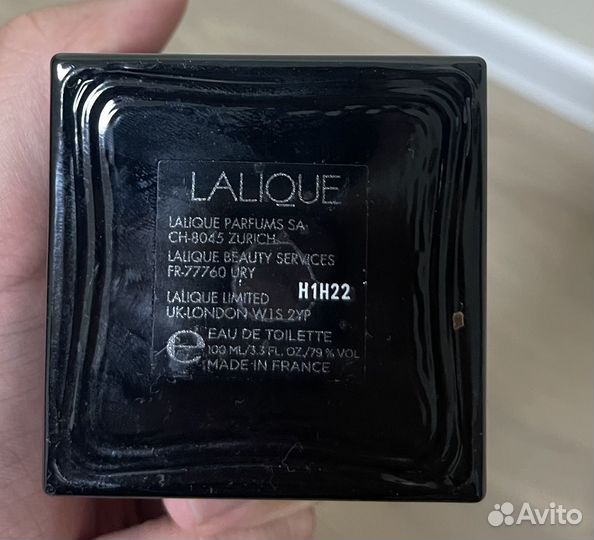 LALIQUE
LALIQUE PARFUMS SA
CH-8045 ZURICH
LALIQUE BEAUTY SERVICES
FR-77760 URY
H1H22
LALIQUE LIMITED
UK-LONDON W1S 2YP
e EAU DE TOILETTE
100 ML/3.3 FL. OZ./79 % VOL
MADE IN FRANCE
Avito